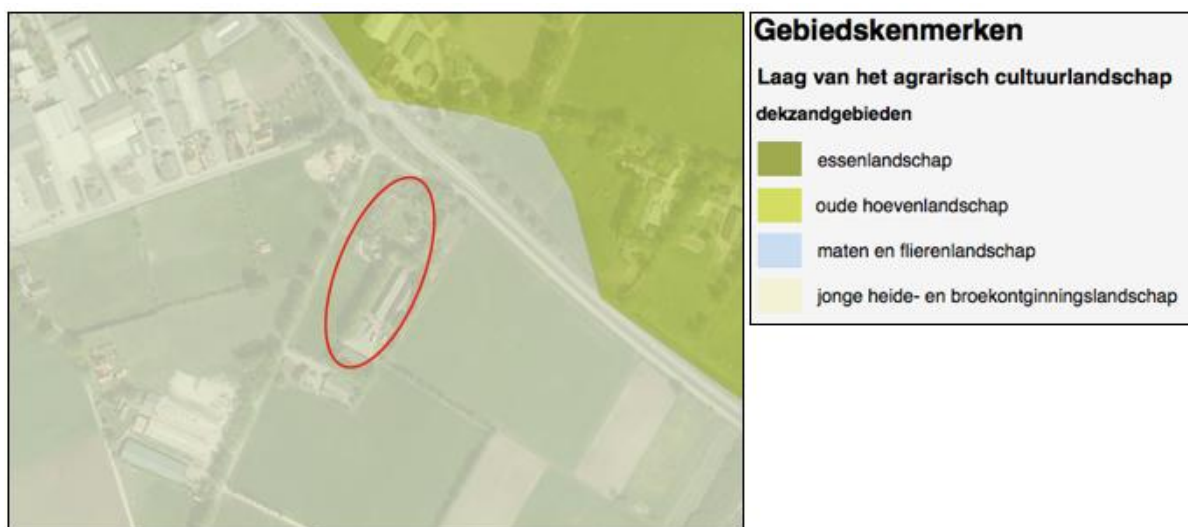 Gebiedskenmerken
Laag van het agrarisch cultuurlandschap
dekzandgebieden
essenlandschap
oude hoevenlandschap
maten en flierenlandschap
jonge heide- en broekontginningslandschap